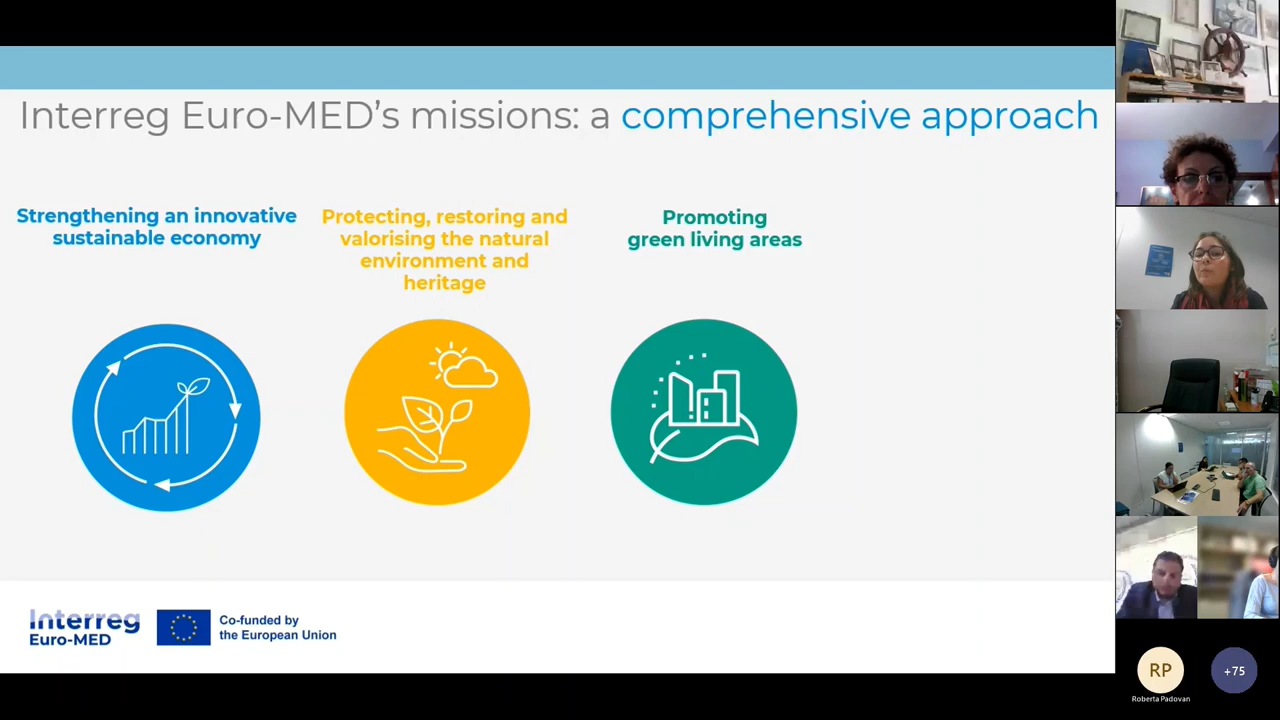 Interreg Euro-MED’s missions: a comprehensive approach
Strengthening an innovative
sustainable economy
Protecting, restoring and
valorising the natural
environment and
heritage
Promoting
green living areas
Interreg
Euro-MED
Co-funded by
the European Union
RP
+75
Roberta Padovan